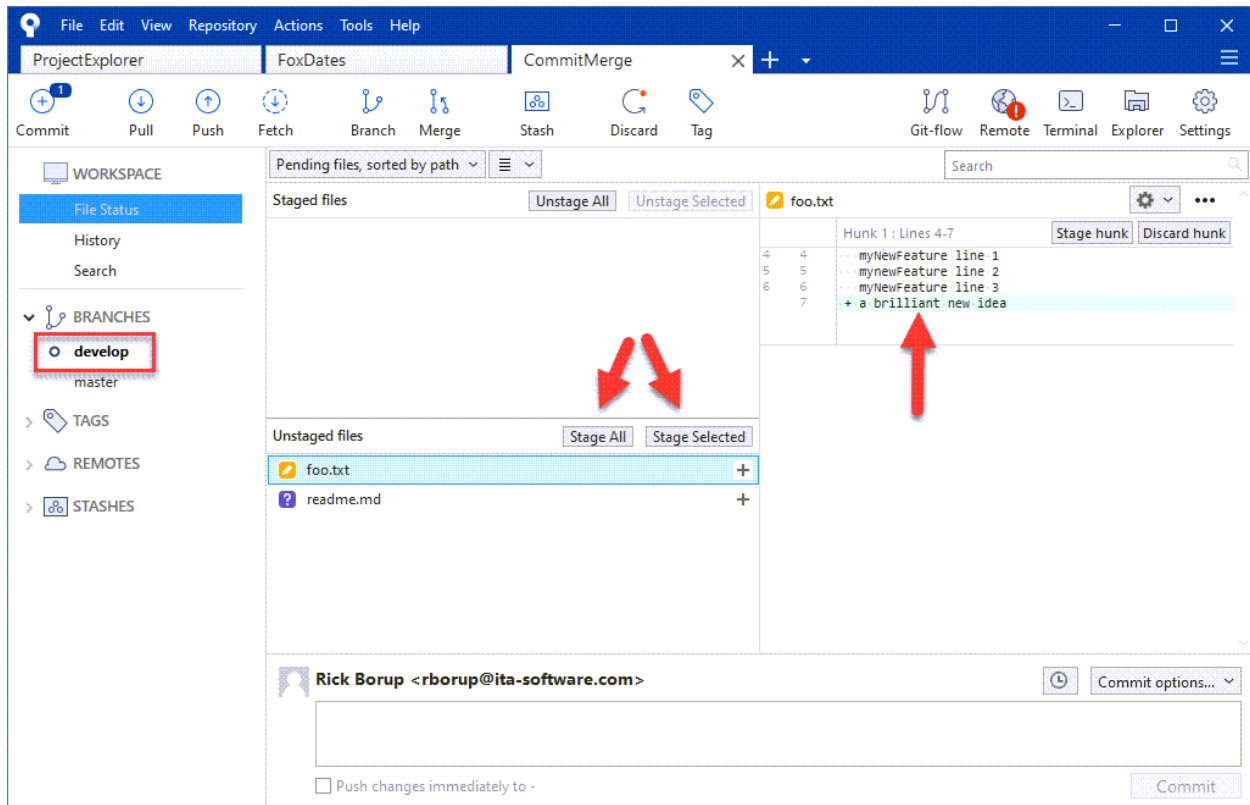 File Edit View Repository Actions Tools Help
ProjectExplorer FoxDates CommitMerge
1
Commit Pull Push Fetch Branch Merge Stash Discard Tag Git-flow Remote Terminal Explorer Settings
WORKSPACE
File Status
History
Search
BRANCHES
develop
master
TAGS
REMOTES
STASHES
Pending files, sorted by path
Search
Staged files Unstage All Unstage Selected
Unstaged files Stage All Stage Selected
foo.txt
readme.md
foo.txt
Hunk 1 : Lines 4-7 Stage hunk Discard hunk
4 4 myNewFeature line 1
5 5 mynewFeature line 2
6 6 myNewFeature line 3
7 + a brilliant new idea
Rick Borup <rborup@ita-software.com>
Commit options...
Push changes immediately to -
Commit